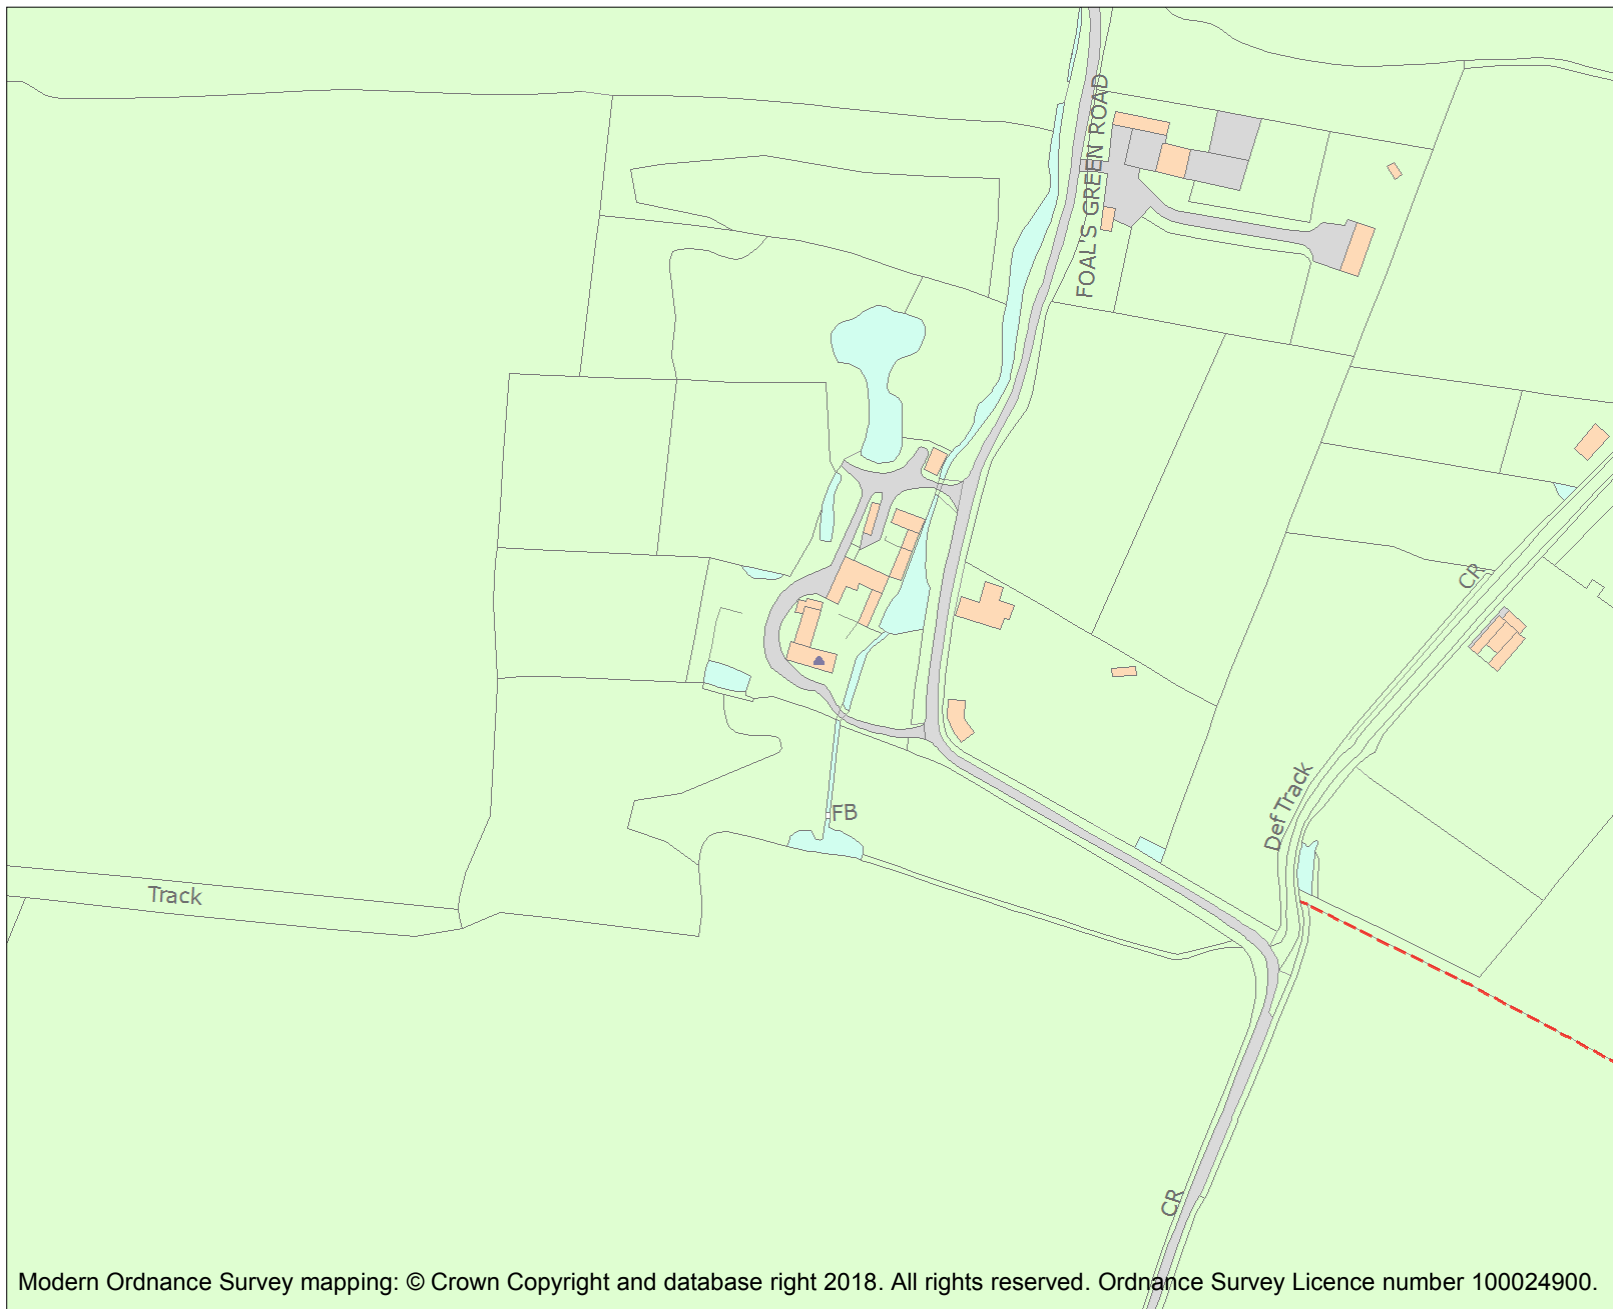 FOAL'S GREEN ROAD
CR
Def Track
FB
Track
CR
Modern Ordnance Survey mapping: © Crown Copyright and database right 2018. All rights reserved. Ordnance Survey Licence number 100024900.